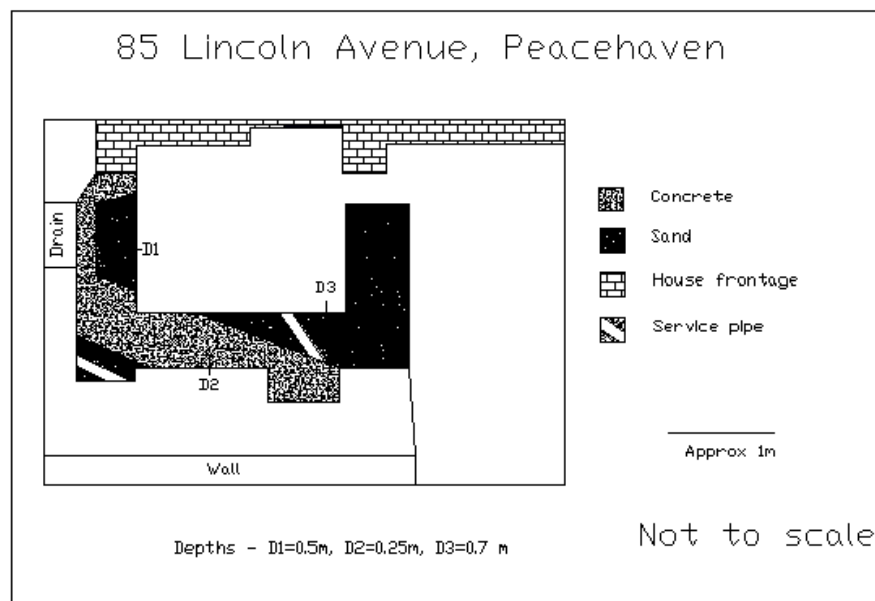 85 Lincoln Avenue, Peacehaven
Drain
D1
D3
D2
Wall
Concrete
Sand
House frontage
Service pipe
Approx 1m
Depths - D1=0.5m, D2=0.25m, D3=0.7 m
Not to scale